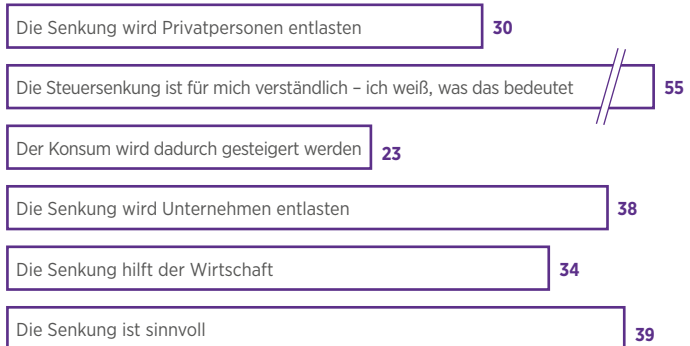 Die Senkung wird Privatpersonen entlasten 30
Die Steuersenkung ist für mich verständlich – ich weiß, was das bedeutet 55
Der Konsum wird dadurch gesteigert werden 23
Die Senkung wird Unternehmen entlasten 38
Die Senkung hilft der Wirtschaft 34
Die Senkung ist sinnvoll 39